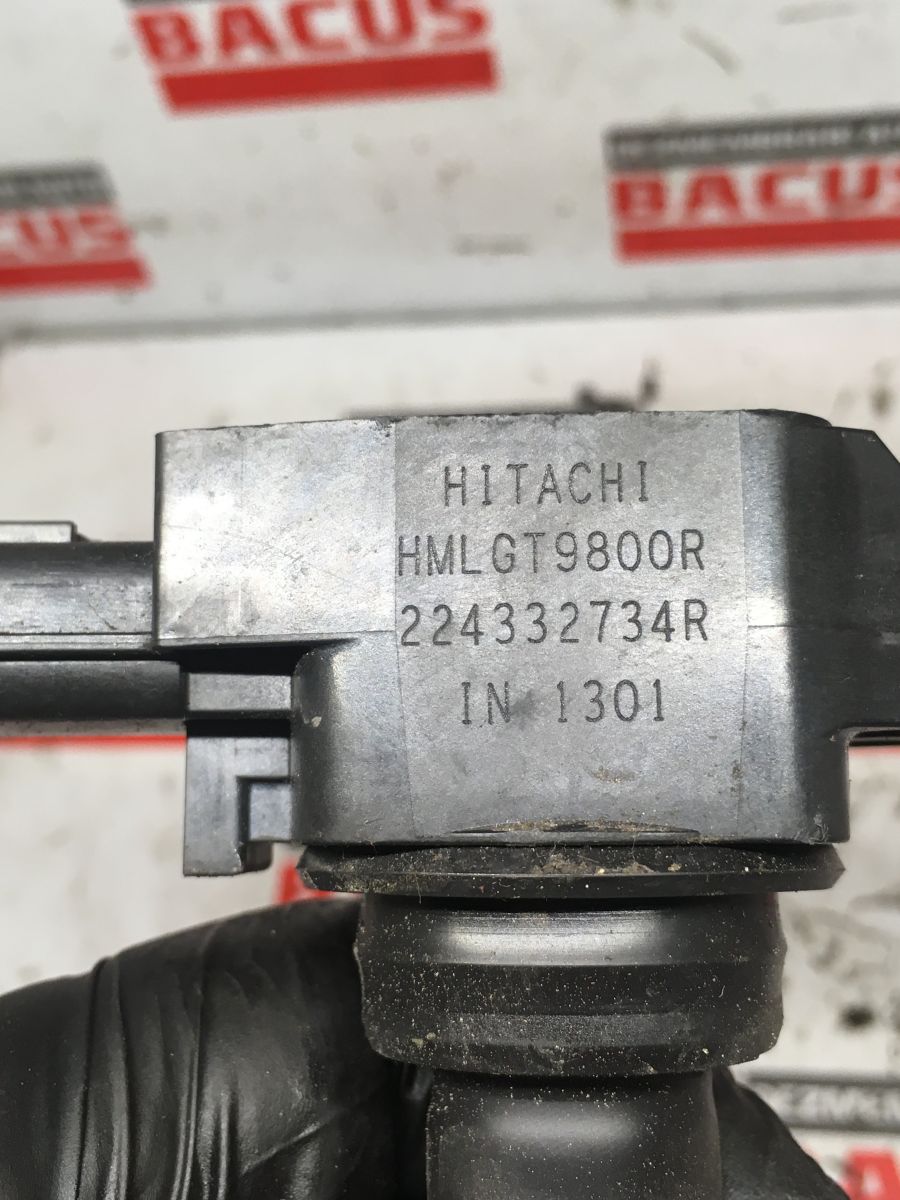 BACUS
BACUS
BACUS
HITACHI
HMLGT9800R
224332734R
IN 1301